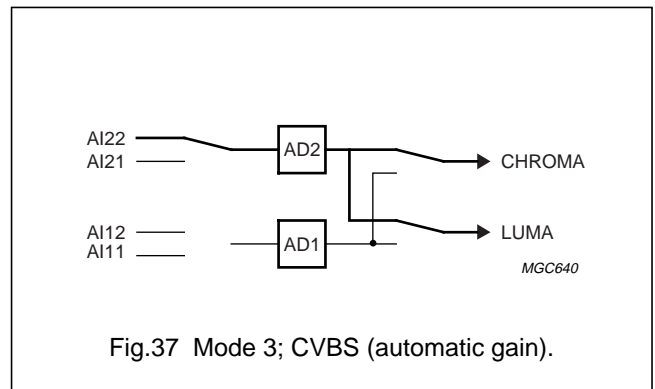 AI22
AI21
AD2
CHROMA
AI12
AI11
AD1
LUMA
MGC640
Fig.37 Mode 3; CVBS (automatic gain).